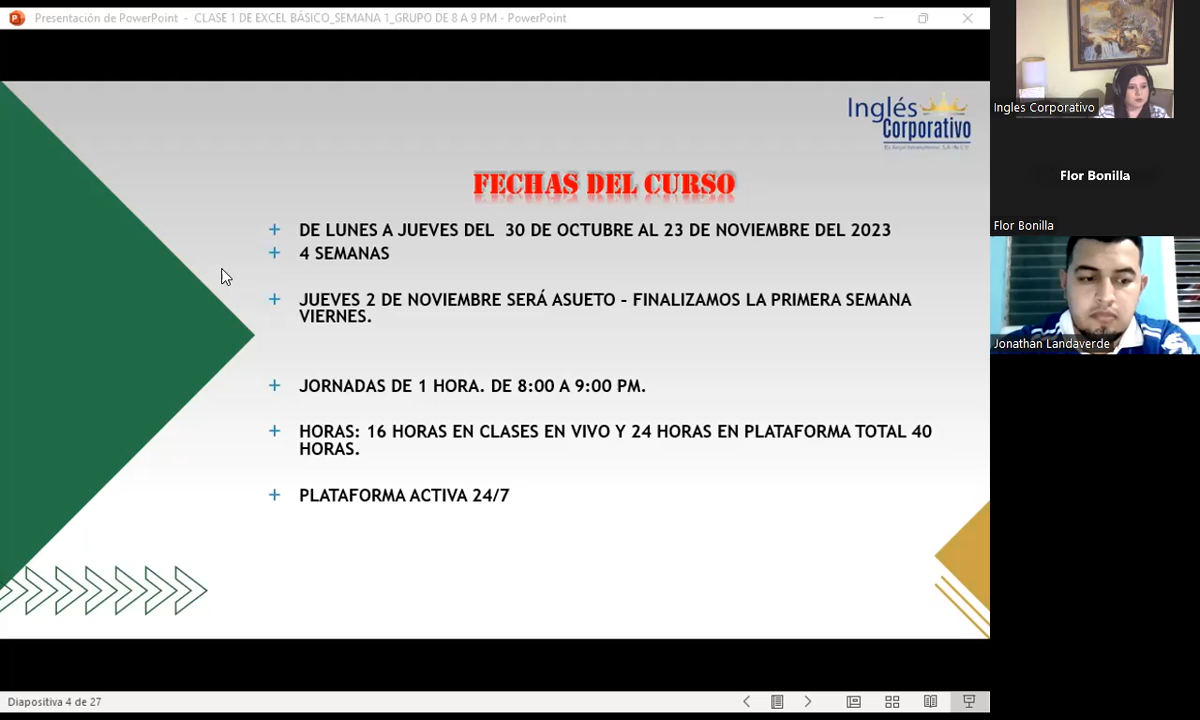 Presentación de PowerPoint - CLASE 1 DE EXCEL BÁSICO_SEMANA 1_GRUPO DE 8 A 9 PM - PowerPoint
Inglés
Corporativo
FECHAS DEL CURSO
+ DE LUNES A JUEVES DEL 30 DE OCTUBRE AL 23 DE NOVIEMBRE DEL 2023
+ 4 SEMANAS
+ JUEVES 2 DE NOVIEMBRE SERÁ ASUETO – FINALIZAMOS LA PRIMERA SEMANA
VIERNES.
+ JORNADAS DE 1 HORA. DE 8:00 A 9:00 PM.
+ HORAS: 16 HORAS EN CLASES EN VIVO Y 24 HORAS EN PLATAFORMA TOTAL 40
HORAS.
+ PLATAFORMA ACTIVA 24/7
Diapositiva 4 de 27
Ingles Corporativo
Flor Bonilla
Flor Bonilla
Jonathan Landaverde